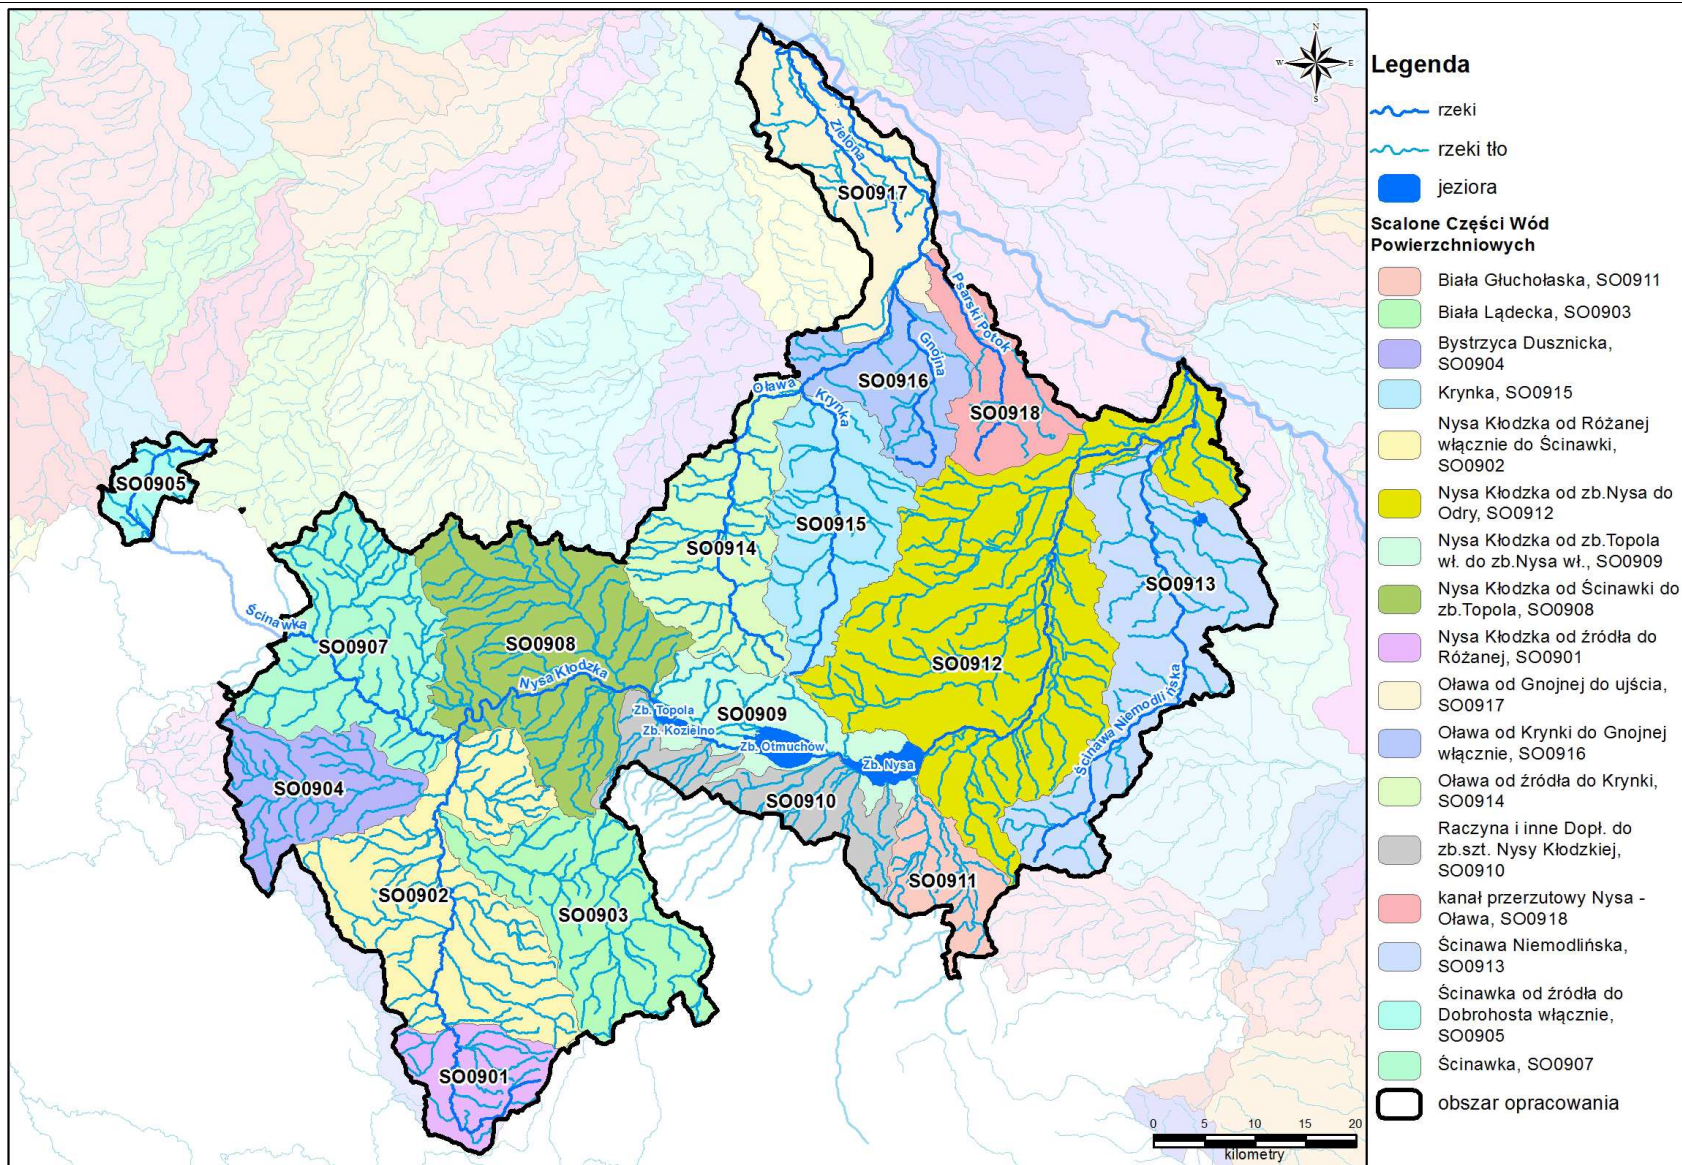 N
W
E
S
Zielona
SO0917
Psarski Potok
Gnojna
SO0916
Oława
Krynka
SO0918
SO0905
SO0915
SO0914
SO0913
Ścinawka
SO0907
SO0908
SO0912
Nysa Kłodzka
Zb. Topola
SO0909
Zb. Kozielno
Zb. Otmuchów
Zb. Nysa
Ścinawa Niemodlińska
SO0904
SO0910
SO0911
SO0902
SO0903
SO0901
0 5 10 15 20
kilometry
Legenda
rzeki
rzeki tło
jeziora
Scalone Części Wód
Powierzchniowych
Biała Głuchołaska, SO0911
Biała Lądecka, SO0903
Bystrzyca Dusznicka,
SO0904
Krynka, SO0915
Nysa Kłodzka od Różanej
włącznie do Ścinawki,
SO0902
Nysa Kłodzka od zb.Nysa do
Odry, SO0912
Nysa Kłodzka od zb.Topola
wł. do zb.Nysa wł., SO0909
Nysa Kłodzka od Ścinawki do
zb.Topola, SO0908
Nysa Kłodzka od źródła do
Różanej, SO0901
Oława od Gnojnej do ujścia,
SO0917
Oława od Krynki do Gnojnej
włącznie, SO0916
Oława od źródła do Krynki,
SO0914
Raczyna i inne Dopł. do
zb.szt. Nysy Kłodzkiej,
SO0910
kanał przerzutowy Nysa -
Oława, SO0918
Ścinawa Niemodlińska,
SO0913
Ścinawka od źródła do
Dobrohosta włącznie,
SO0905
Ścinawka, SO0907
obszar opracowania